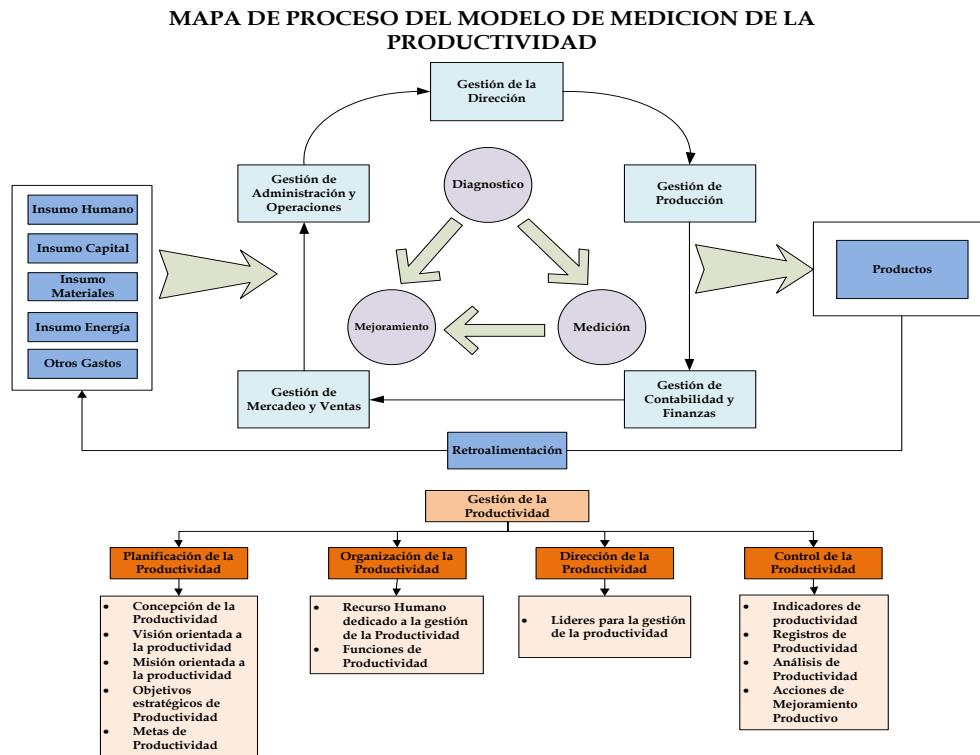 MAPA DE PROCESO DEL MODELO DE MEDICION DE LA
PRODUCTIVIDAD
Gestión de la
Dirección
Gestión de
Administración y
Operaciones
Diagnostico
Gestión de
Producción
Insumo Humano
Insumo Capital
Insumo
Materiales
Insumo Energía
Otros Gastos
Productos
Mejoramiento
Medición
Gestión de
Mercadeo y Ventas
Gestión de
Contabilidad y
Finanzas
Retroalimentación
Gestión de la
Productividad
Planificación de la
Productividad
Organización de la
Productividad
Dirección de la
Productividad
Control de la
Productividad
• Concepción de la
Productividad
• Visión orientada a
la productividad
• Misión orientada a
la productividad
• Objetivos
estratégicos de
Productividad
• Metas de
Productividad
• Recurso Humano
dedicado a la gestión
de la Productividad
• Funciones de
Productividad
• Lideres para la gestión
de la productividad
• Indicadores de
productividad
• Registros de
Productividad
• Análisis de
Productividad
• Acciones de
Mejoramiento
Productivo